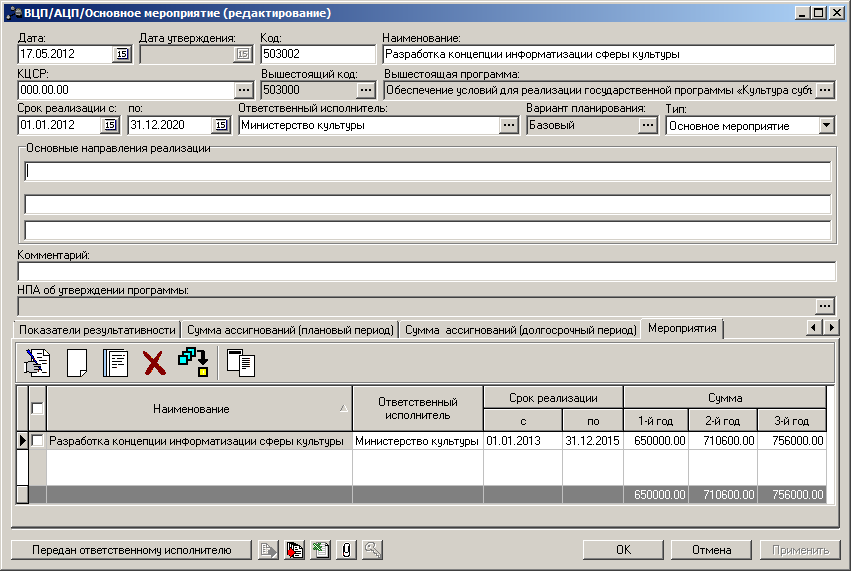 ВЦП/АЦП/Основное мероприятие (редактирование)
Дата: Дата утверждения: Код: Наименование:
17.05.2012 15 15 503002 Разработка концепции информатизации сферы культуры
КЦСР: Вышестоящий код: Вышестоящая программа:
000.00.00 ... 503000 ... Обеспечение условий для реализации государственной программы «Культура субъ ...
Срок реализации с: по: Ответственный исполнитель: Вариант планирования: Тип:
01.01.2012 15 31.12.2020 15 Министерство культуры ... Базовый ... Основное мероприятие
Основные направления реализации
Комментарий:
НПА об утверждении программы:
...
Показатели результативности Сумма ассигнований (плановый период) Сумма ассигнований (долгосрочный период) Мероприятия
Наименование Ответственный исполнитель Срок реализации Сумма
с по 1-й год 2-й год 3-й год
Разработка концепции информатизации сферы культуры Министерство культуры 01.01.2013 31.12.2015 650000.00 710600.00 756000.00
650000.00 710600.00 756000.00
Передан ответственному исполнителю OK Отмена Применить